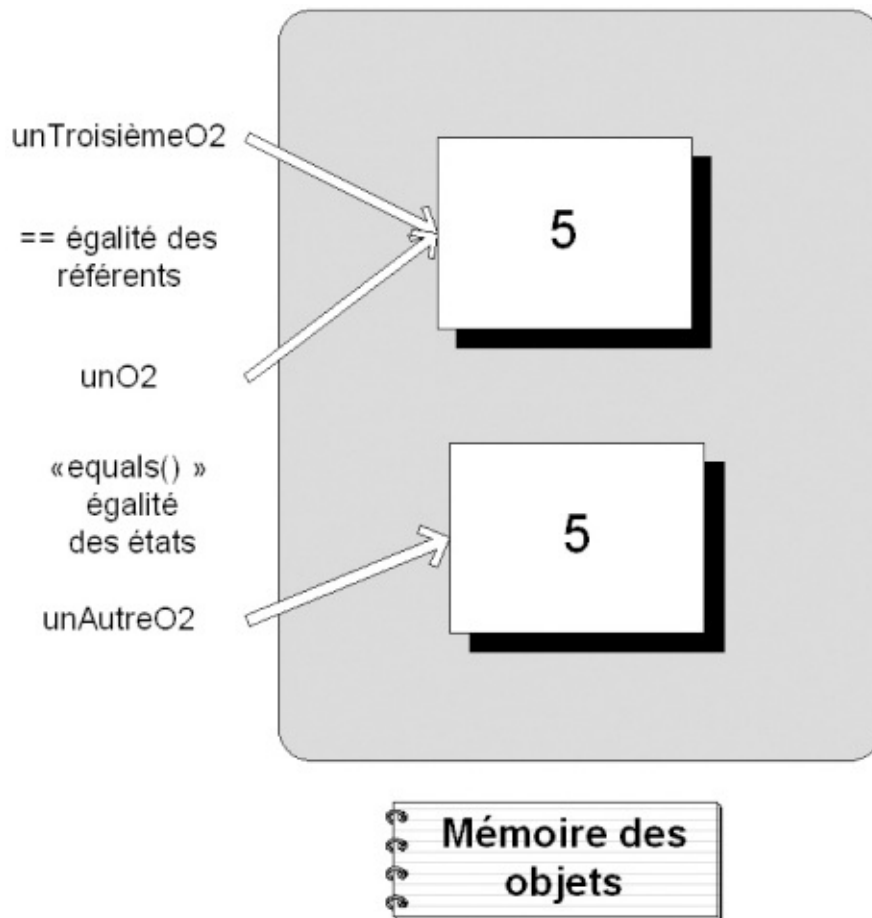 unTroisièmeO2
5
== égalité des
référents
unO2
«equals() »
égalité
des états
5
unAutreO2
Mémoire des
objets